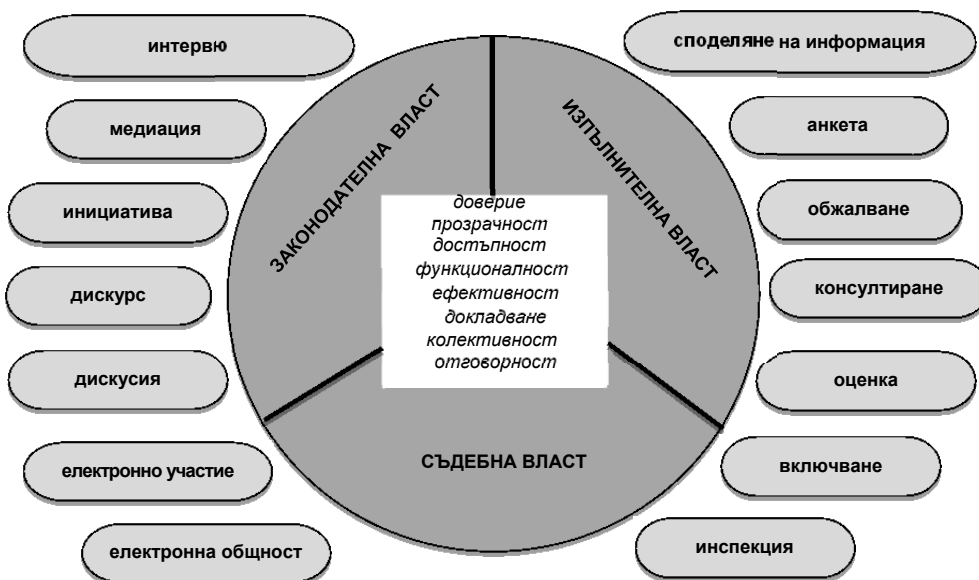 интервю
медиация
инициатива
дискурс
дискусия
електронно участие
електронна общност
ЗАКОНОДАТЕЛНА ВЛАСТ
ИЗПЪЛНИТЕЛНА ВЛАСТ
доверие
прозрачност
достъпност
функционалност
ефективност
докладване
колективност
отговорност
СЪДЕБНА ВЛАСТ
споделяне на информация
анкета
обжалване
консултиране
оценка
включване
инспекция